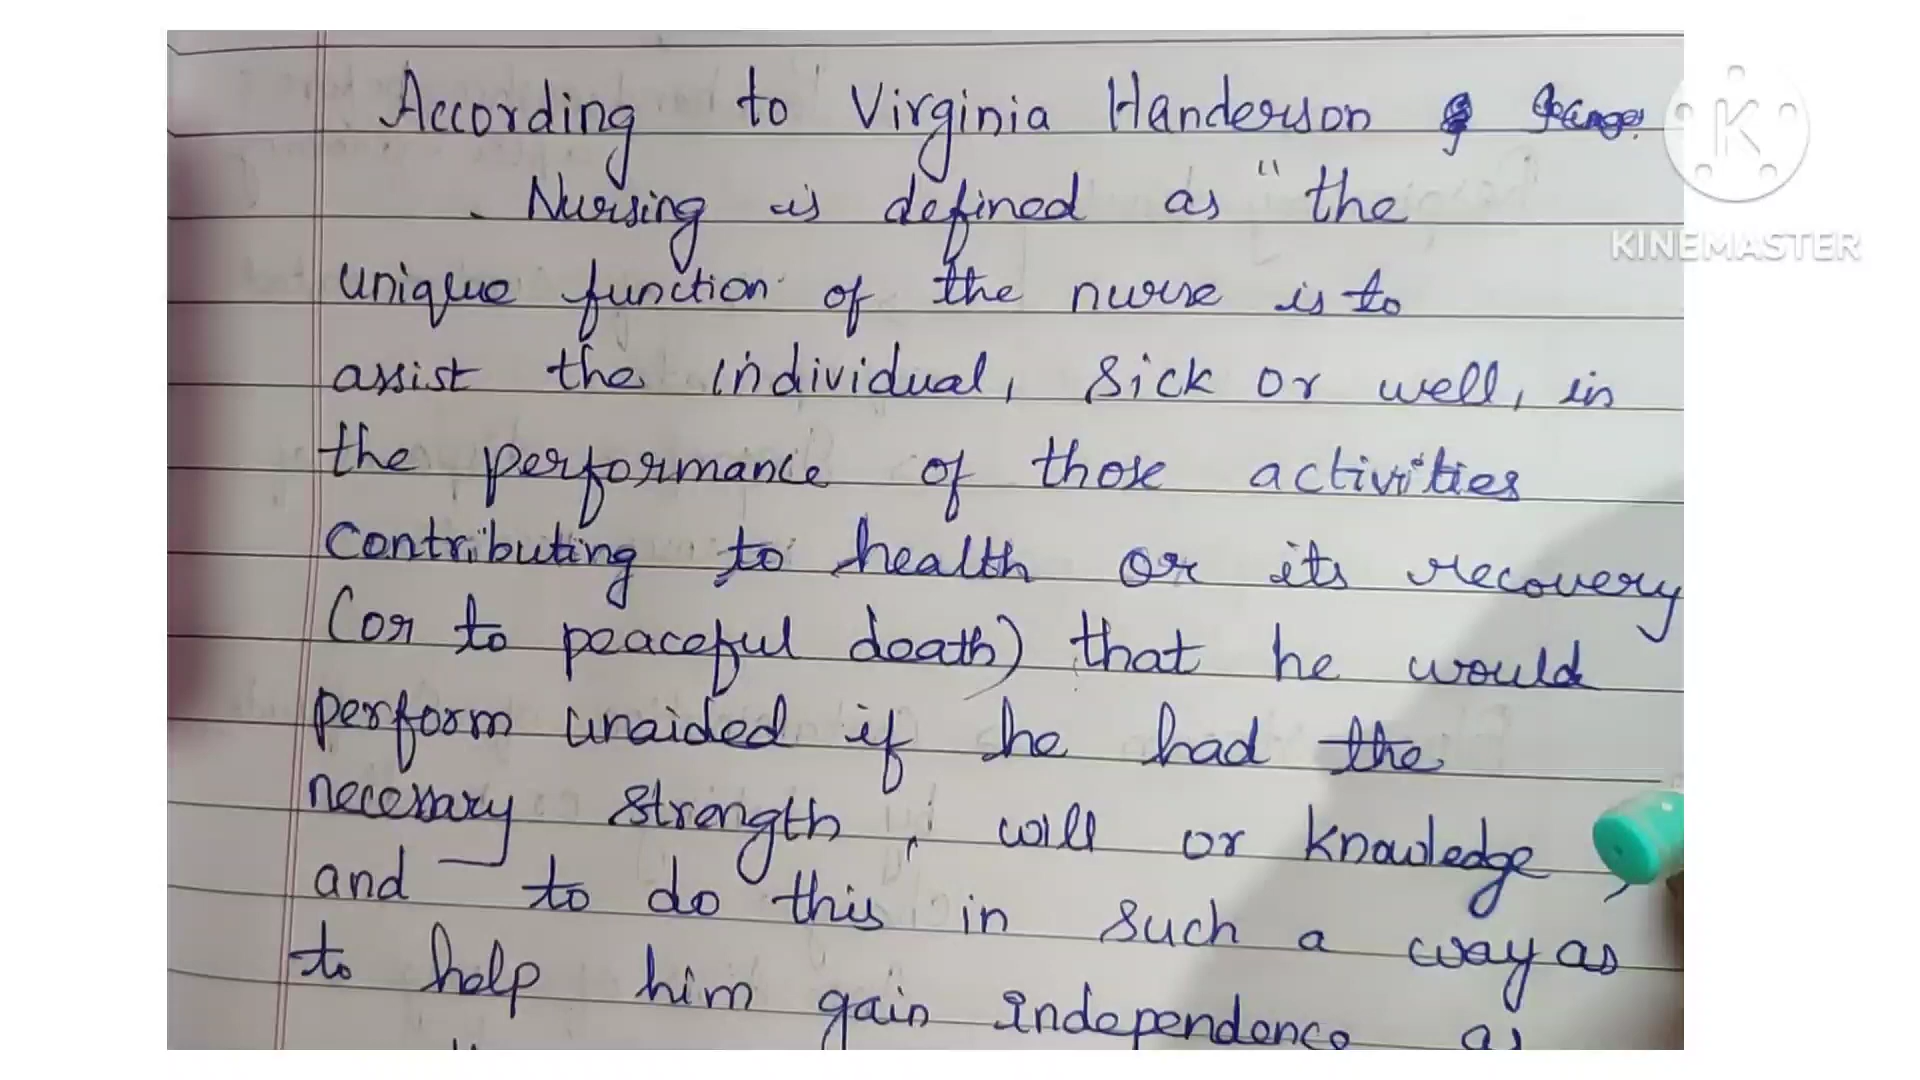 According to Virginia Handerson
Nursing is defined as "the
unique function of the nurse is to
assist the individual, sick or well, in
the performance of those activities
contributing to health or its recovery
(or to peaceful death) that he would
perform unaided if he had the
necessary strength, will or knowledge,
and to do this in such a way as
to help him gain independence as
K
KINEMASTER